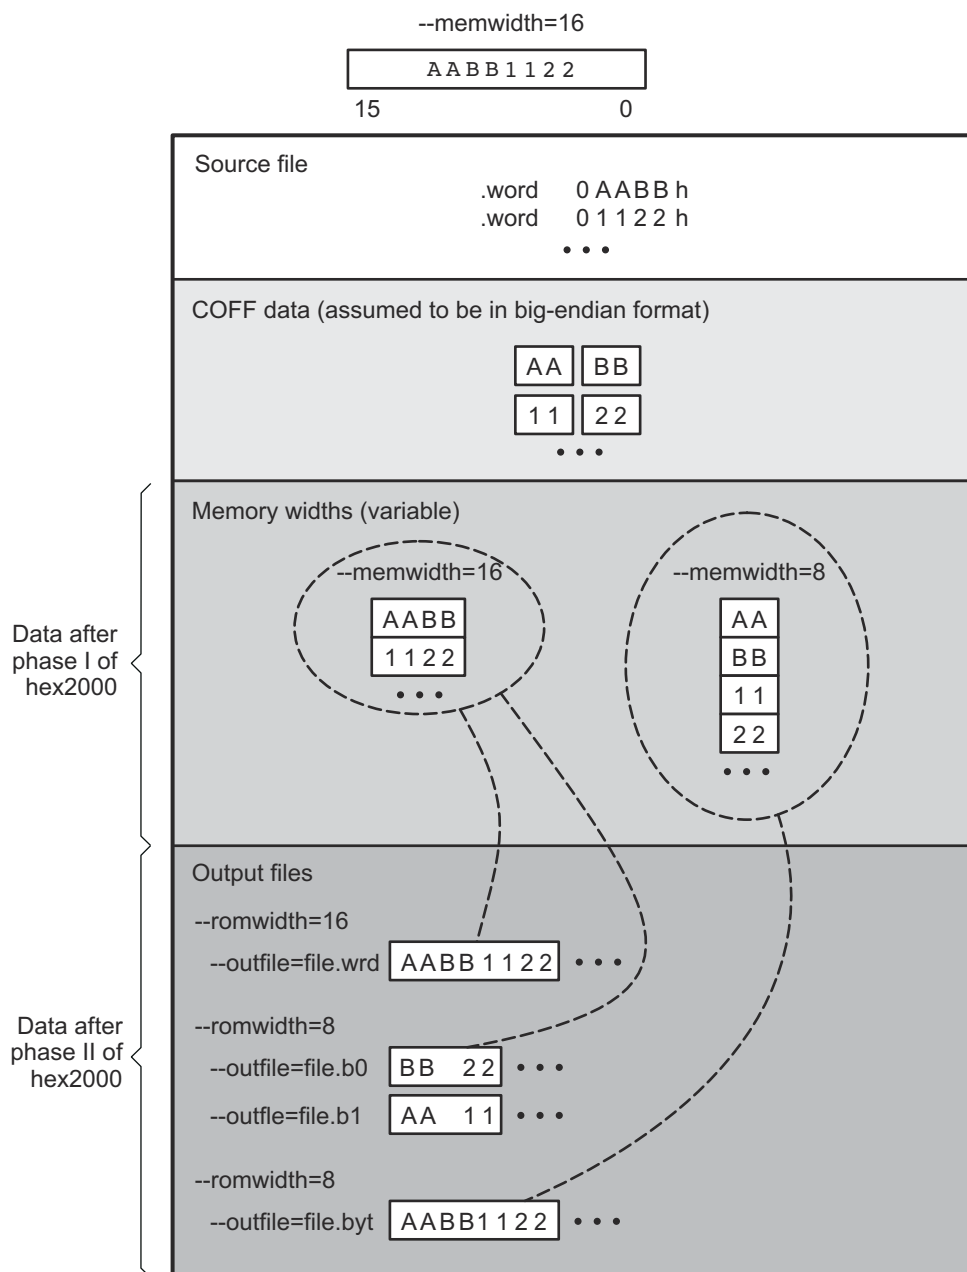 --memwidth=16
AABB1122
15 0
Source file
.word 0AABBh
.word 01122h
• • •
COFF data (assumed to be in big-endian format)
AA BB
11 22
• • •
Memory widths (variable)
--memwidth=16
AABB
1122
• • •
--memwidth=8
AA
BB
11
22
• • •
Data after
phase I of
hex2000
Output files
--romwidth=16
--outfile=file.wrd AABB1122 • • •
--romwidth=8
--outfile=file.b0 BB 22 • • •
--outfle=file.b1 AA 11 • • •
--romwidth=8
--outfile=file.byt AABB1122 • • •
Data after
phase II of
hex2000